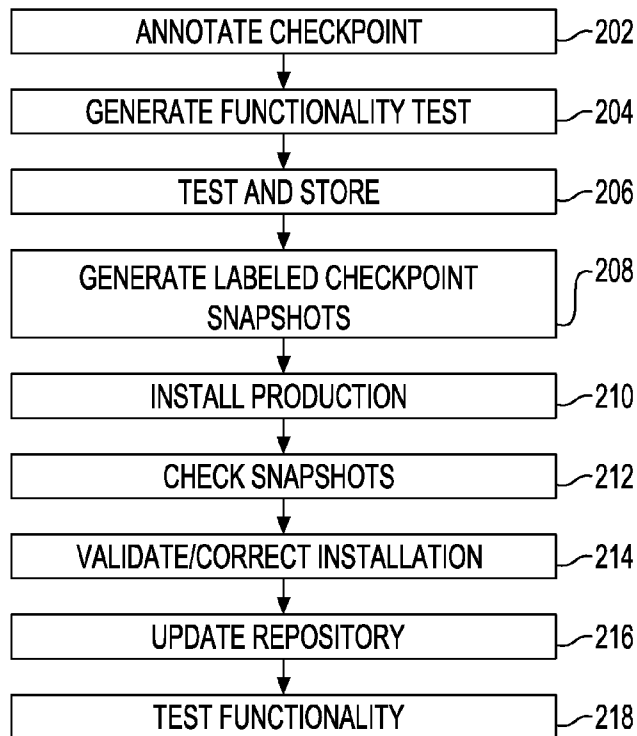 ANNOTATE CHECKPOINT 202
GENERATE FUNCTIONALITY TEST 204
TEST AND STORE 206
GENERATE LABELED CHECKPOINT
SNAPSHOTS 208
INSTALL PRODUCTION 210
CHECK SNAPSHOTS 212
VALIDATE/CORRECT INSTALLATION 214
UPDATE REPOSITORY 216
TEST FUNCTIONALITY 218